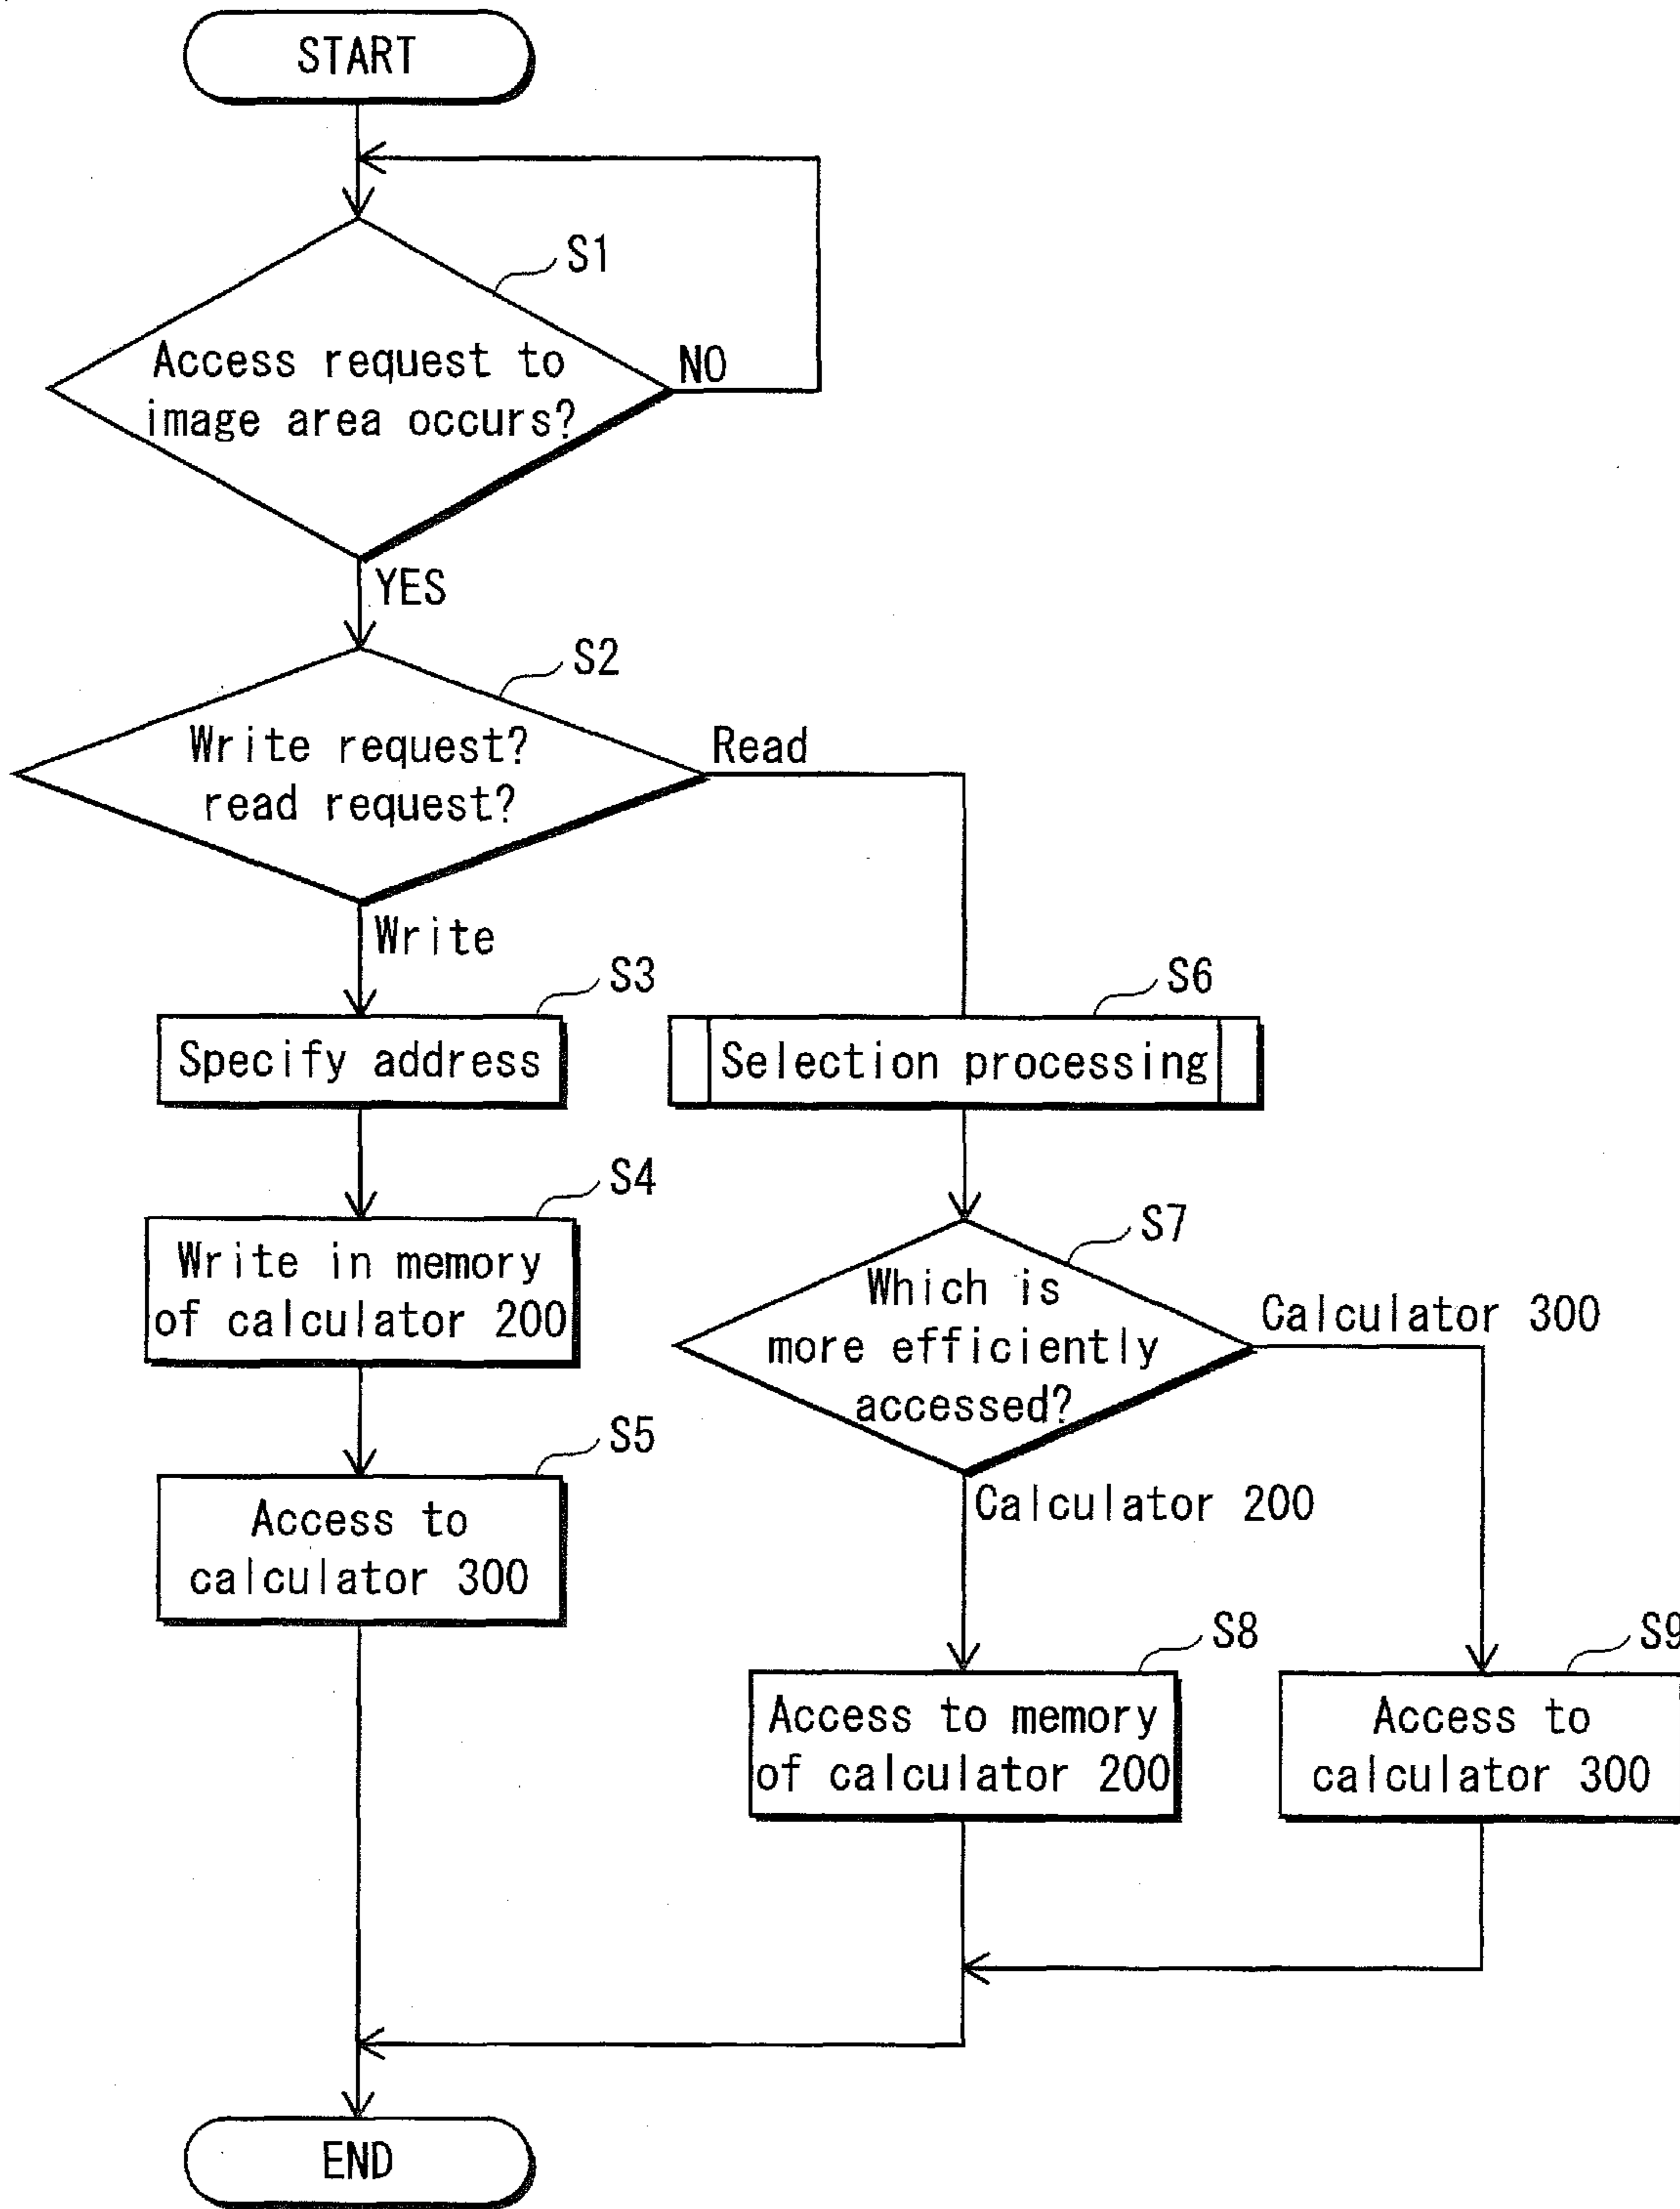 START
S1
Access request to
image area occurs?
NO
YES
S2
Write request?
read request?
Read
Write
S3
Specify address
S6
Selection processing
S4
Write in memory
of calculator 200
S7
Which is
more efficiently
accessed?
Calculator 300
Calculator 200
S5
Access to
calculator 300
S8
Access to memory
of calculator 200
S9
Access to
calculator 300
END